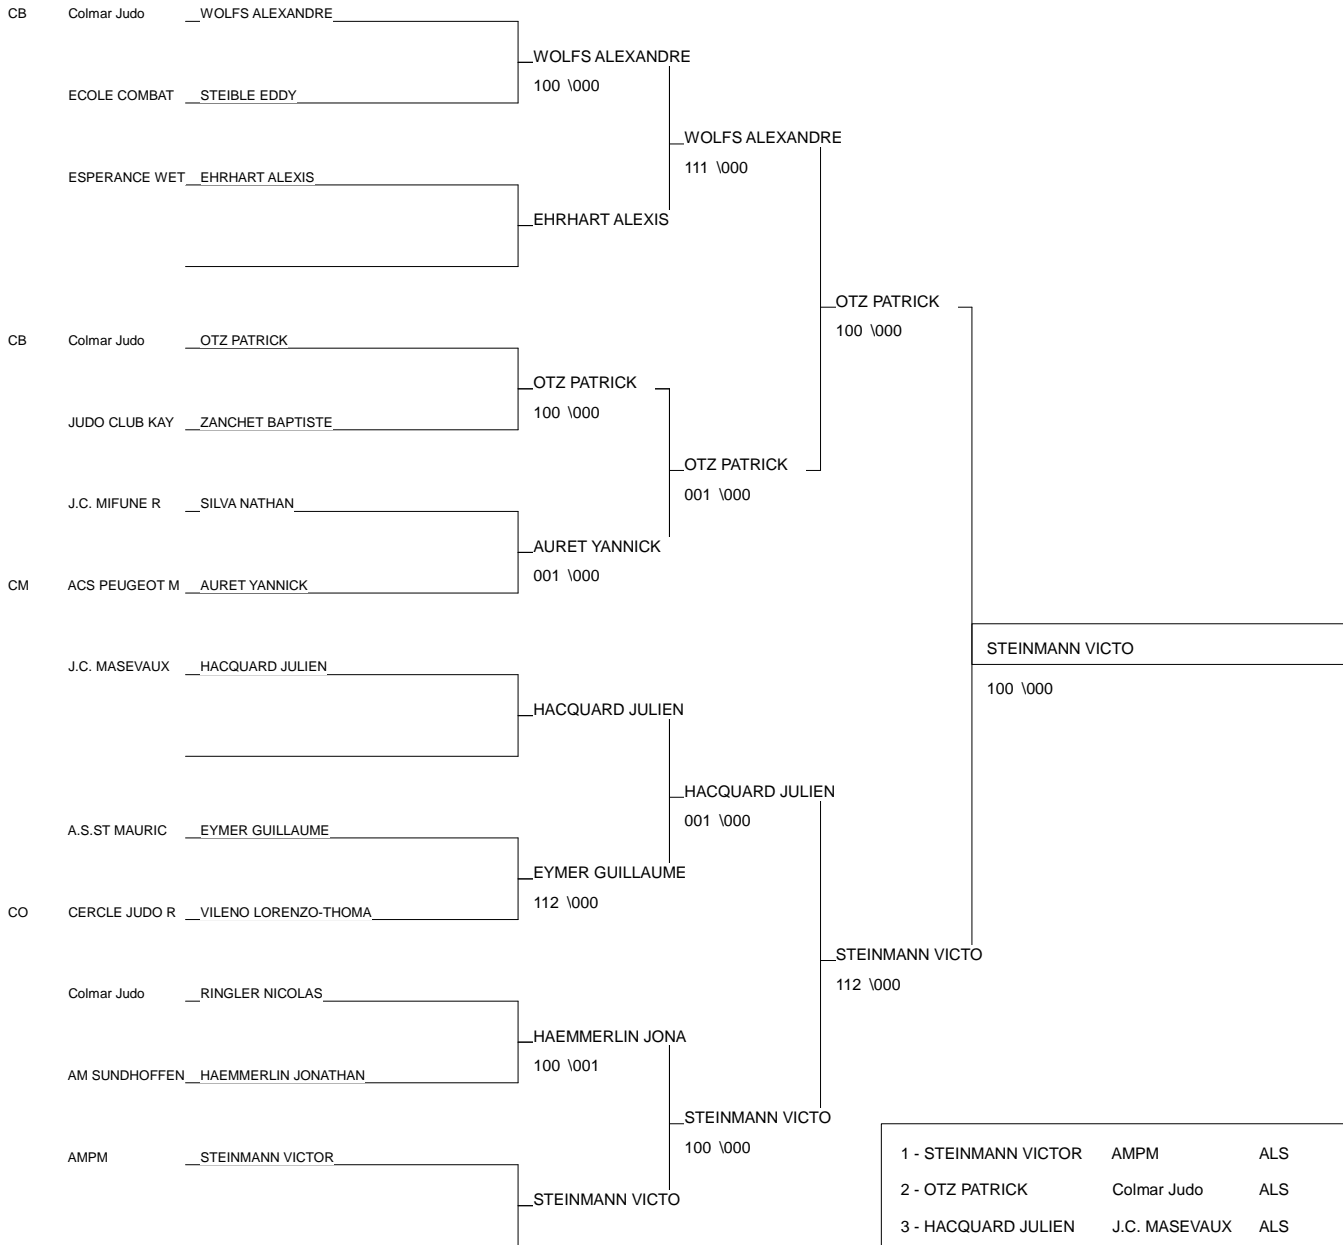 CB Colmar Judo WOLFS ALEXANDRE
WOLFS ALEXANDRE
100 \000
ECOLE COMBAT STEIBLE EDDY
WOLFS ALEXANDRE
111 \000
ESPERANCE WET EHRHART ALEXIS
EHRHART ALEXIS
OTZ PATRICK
100 \000
CB Colmar Judo OTZ PATRICK
OTZ PATRICK
100 \000
JUDO CLUB KAY ZANCHET BAPTISTE
OTZ PATRICK
001 \000
J.C. MIFUNE R SILVA NATHAN
AURET YANNICK
001 \000
CM ACS PEUGEOT M AURET YANNICK
STEINMANN VICTO
100 \000
J.C. MASEVAUX HACQUARD JULIEN
HACQUARD JULIEN
HACQUARD JULIEN
001 \000
A.S.ST MAURIC EYMER GUILLAUME
EYMER GUILLAUME
112 \000
CO CERCLE JUDO R VILENO LORENZO-THOMA
STEINMANN VICTO
112 \000
Colmar Judo RINGLER NICOLAS
HAEMMERLIN JONA
100 \001
AM SUNDHOFFEN HAEMMERLIN JONATHAN
STEINMANN VICTO
100 \000
AMPM STEINMANN VICTOR
STEINMANN VICTO
1 - STEINMANN VICTOR AMPM ALS
2 - OTZ PATRICK Colmar Judo ALS
3 - HACQUARD JULIEN J.C. MASEVAUX ALS